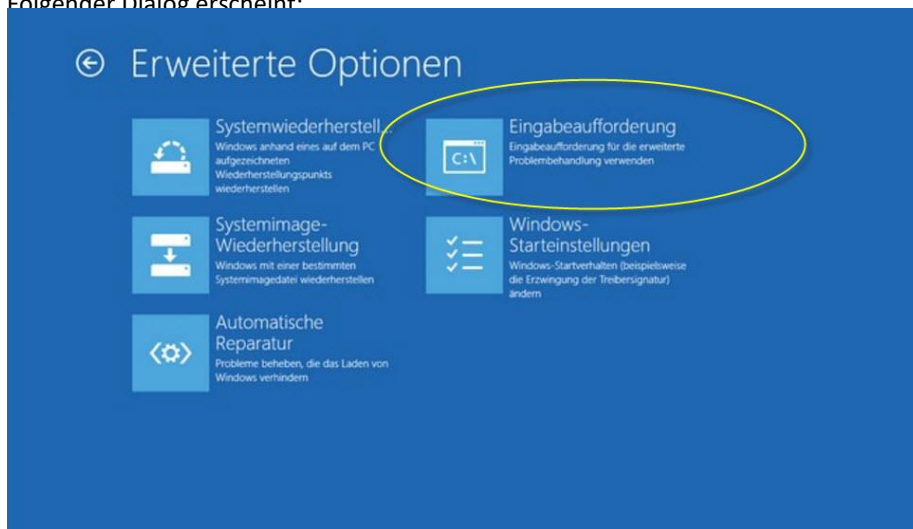 Folgender Dialog erscheint:
Erweiterte Optionen
Systemwiederherstell...
Windows anhand eines auf dem PC
aufgezeichneten
Wiederherstellungspunkts
wiederherstellen
Eingabeaufforderung
Eingabeaufforderung für die erweiterte
Problembehandlung verwenden
C:\
Systemimage-
Wiederherstellung
Windows mit einer bestimmten
Systemimagedatei wiederherstellen
Windows-
Starteinstellungen
Windows-Startverhalten (beispielsweise
die Erzwingung der Treibersignatur)
ändern
Automatische
Reparatur
Probleme beheben, die das Laden von
Windows verhindern